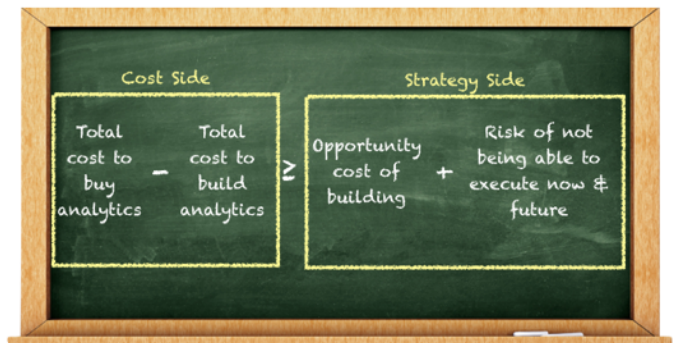 Cost Side
Strategy Side
Total
cost to
buy
analytics
-
Total
cost to
build
analytics
≥
Opportunity
cost of
building
+
Risk of not
being able to
execute now &
future